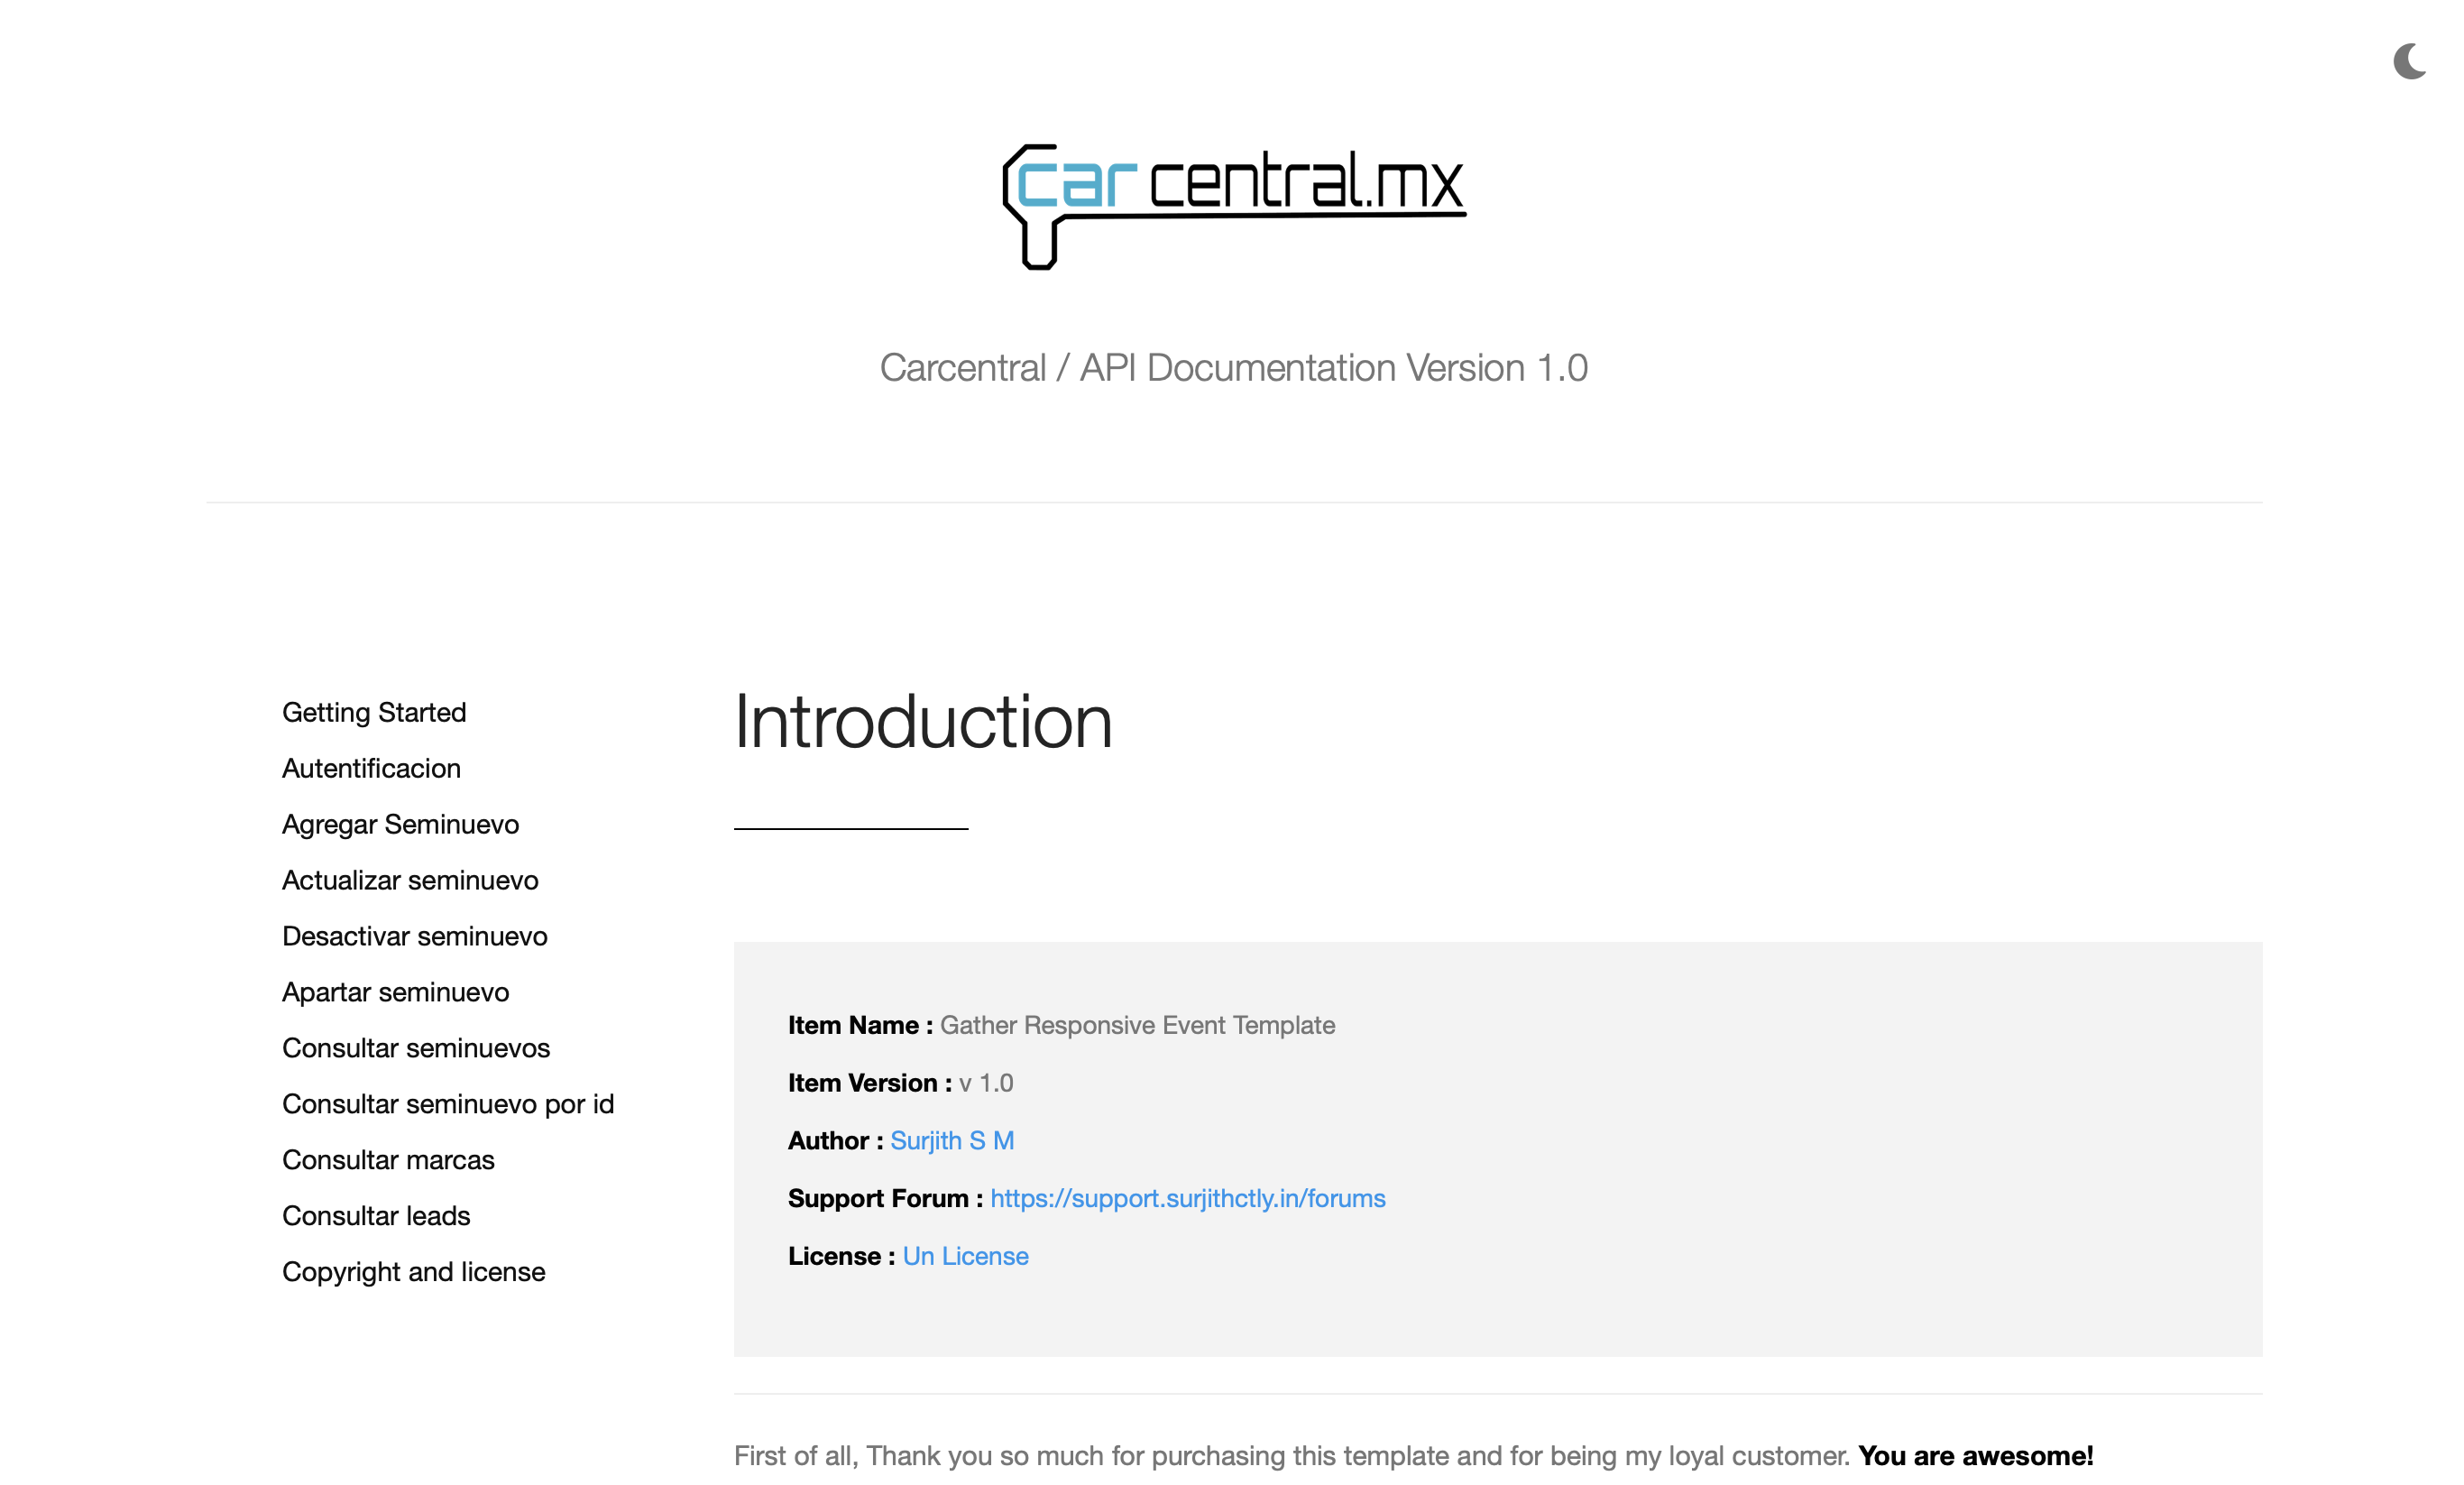 car central.mx
Carcentral / API Documentation Version 1.0
Getting Started
Autentificacion
Agregar Seminuevo
Actualizar seminuevo
Desactivar seminuevo
Apartar seminuevo
Consultar seminuevos
Consultar seminuevo por id
Consultar marcas
Consultar leads
Copyright and license
Introduction
Item Name : Gather Responsive Event Template
Item Version : v 1.0
Author : Surjith S M
Support Forum : https://support.surjithctly.in/forums
License : Un License
First of all, Thank you so much for purchasing this template and for being my loyal customer. You are awesome!